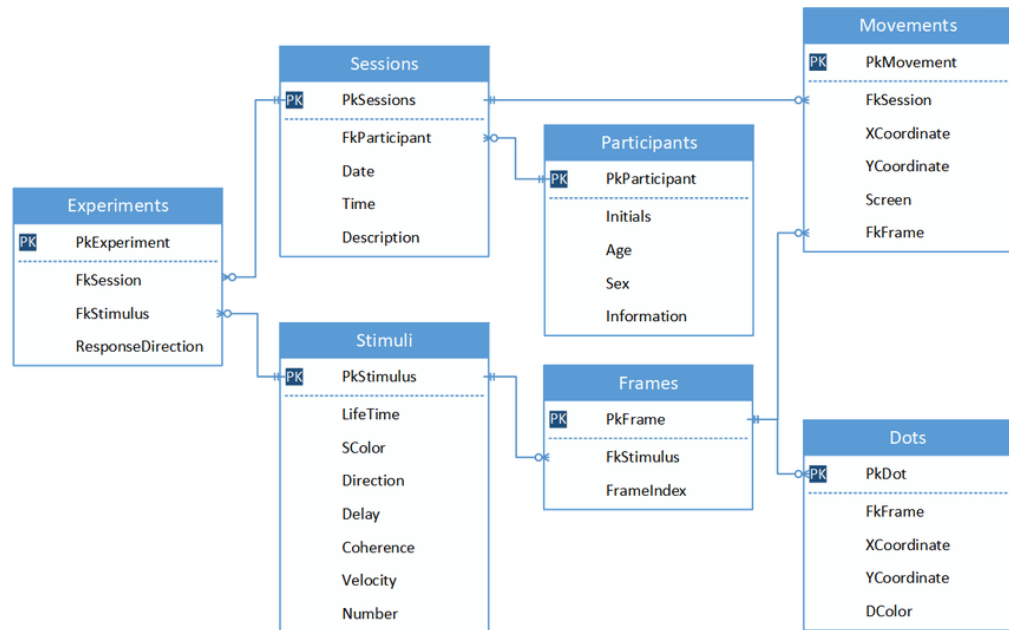 Experiments
PK PkExperiment
FkSession
FkStimulus
ResponseDirection
Sessions
PK PkSessions
FkParticipant
Date
Time
Description
Stimuli
PK PkStimulus
LifeTime
SColor
Direction
Delay
Coherence
Velocity
Number
Participants
PK PkParticipant
Initials
Age
Sex
Information
Frames
PK PkFrame
FkStimulus
FrameIndex
Movements
PK PkMovement
FkSession
XCoordinate
YCoordinate
Screen
FkFrame
Dots
PK PkDot
FkFrame
XCoordinate
YCoordinate
DColor